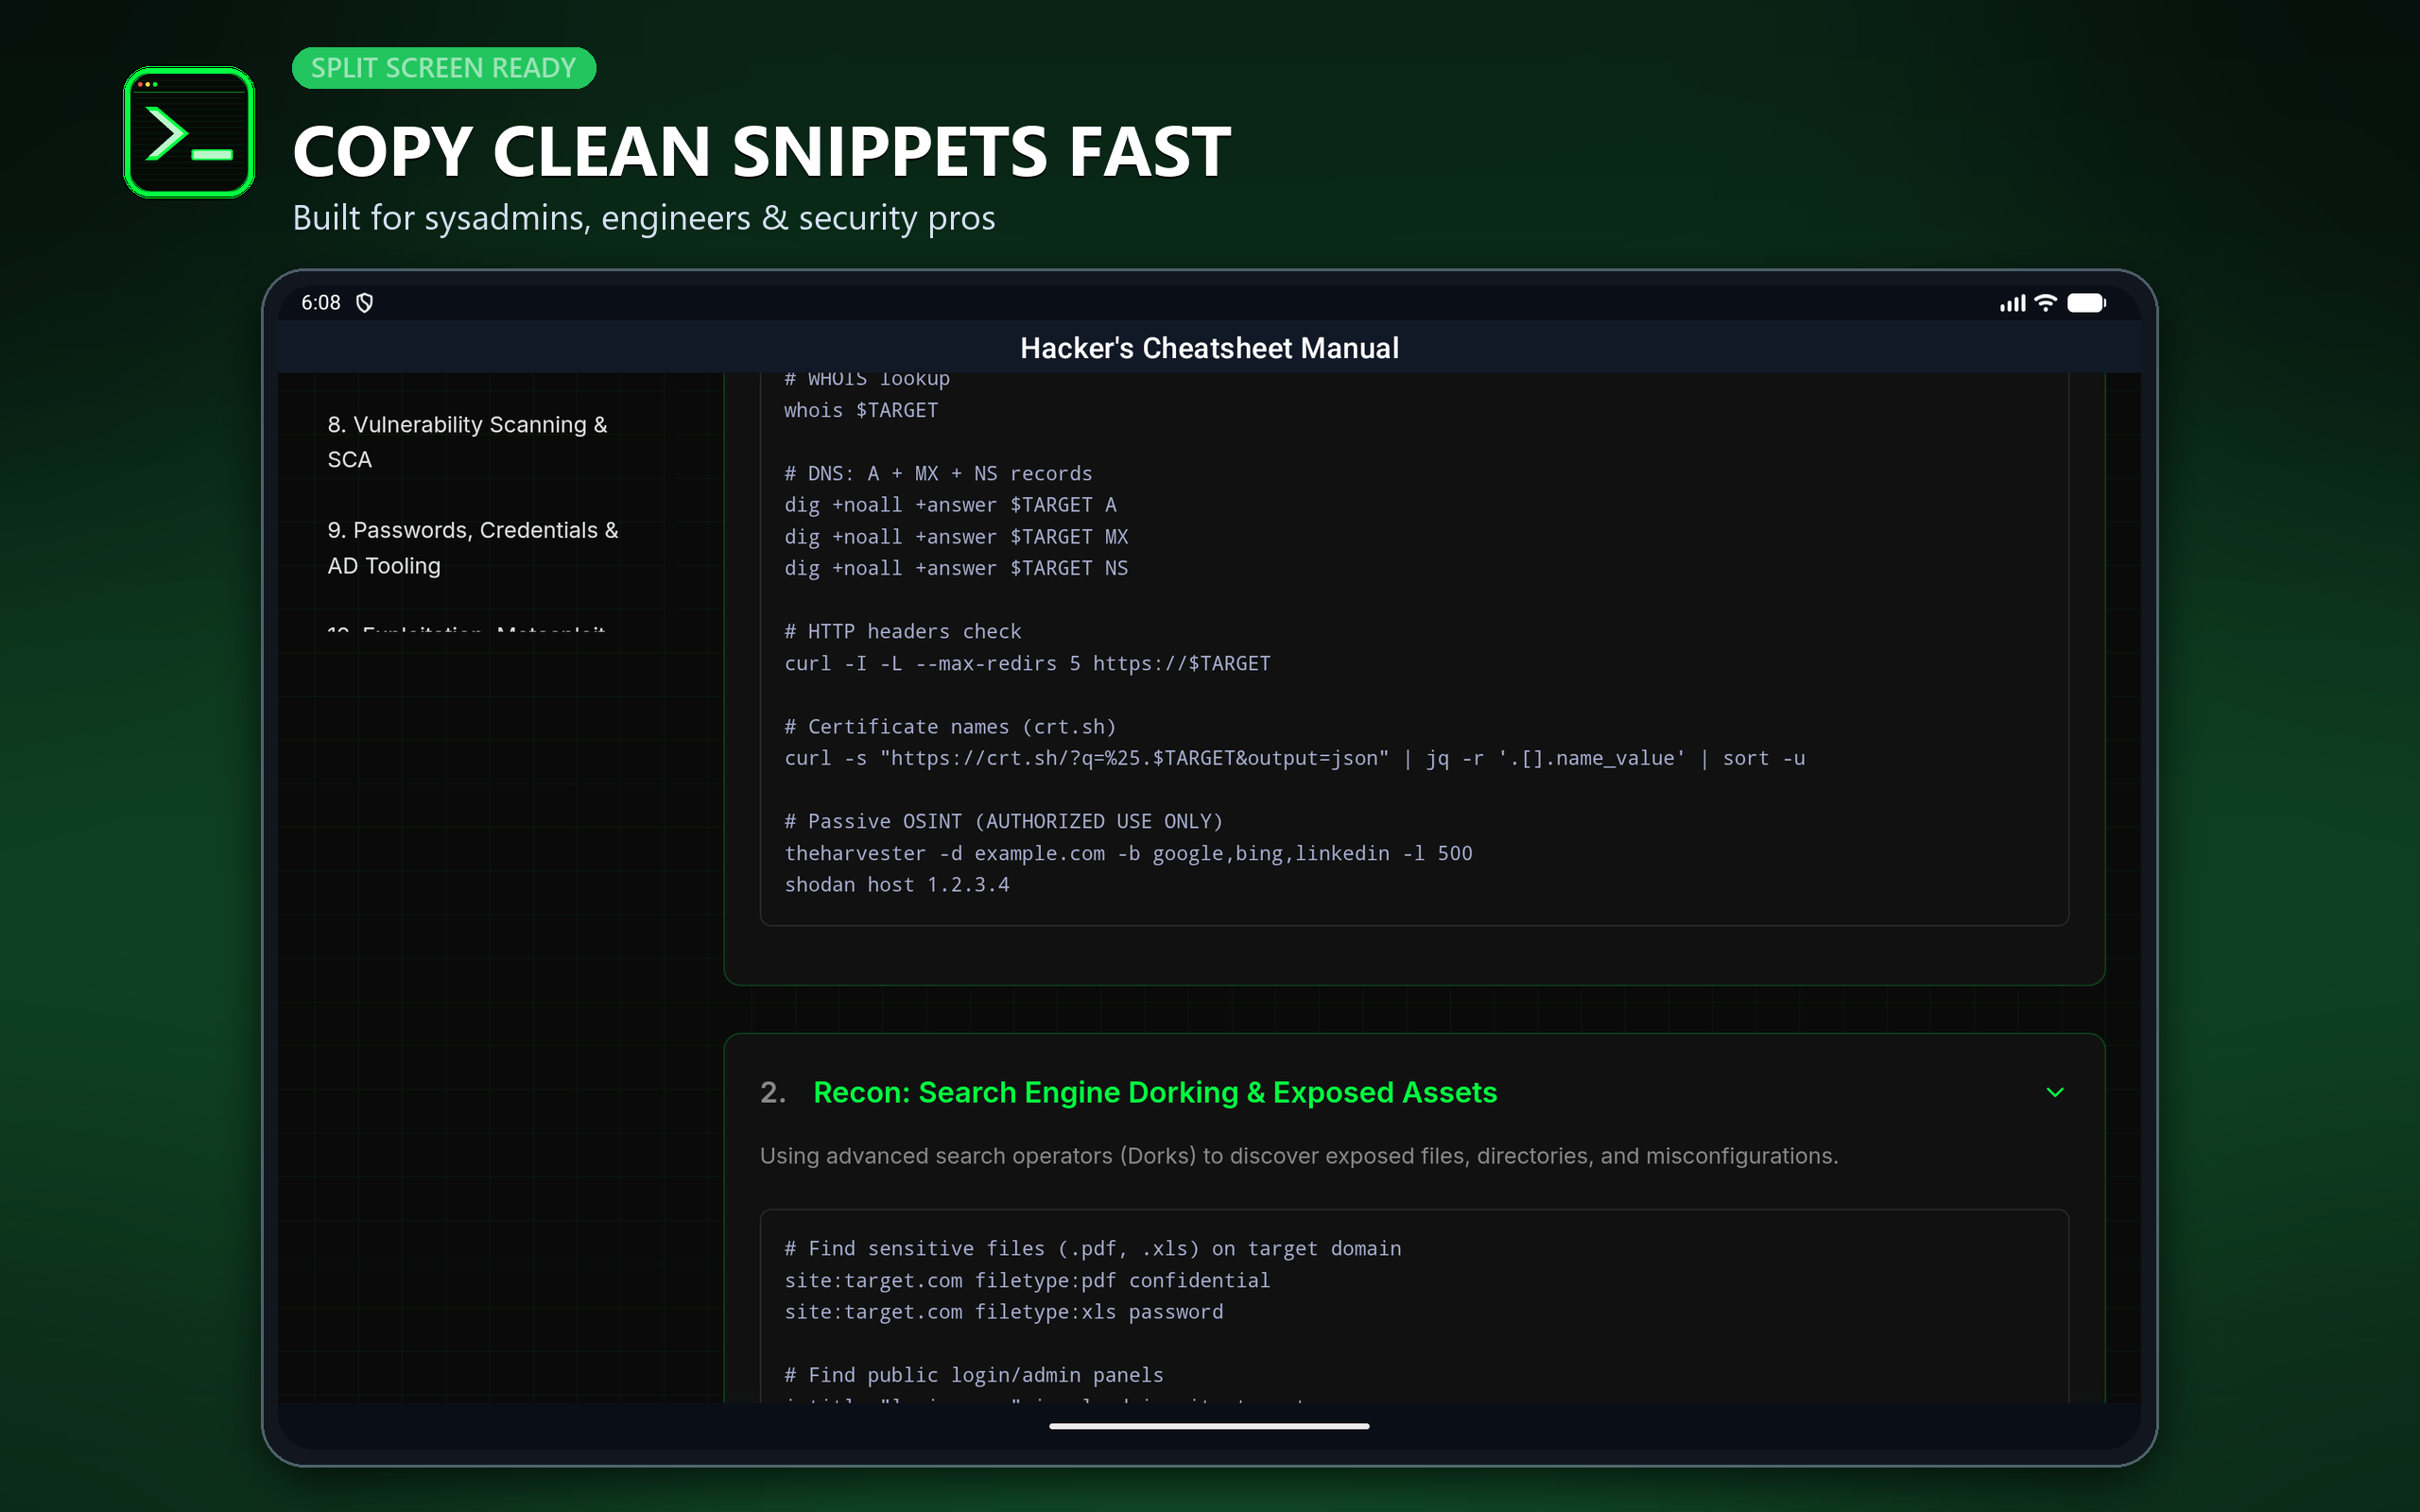 SPLIT SCREEN READY
COPY CLEAN SNIPPETS FAST
Built for sysadmins, engineers & security pros
6:08
Hacker's Cheatsheet Manual
8. Vulnerability Scanning &
SCA
9. Passwords, Credentials &
AD Tooling
# WHOIS lookup
whois $TARGET
# DNS: A + MX + NS records
dig +noall +answer $TARGET A
dig +noall +answer $TARGET MX
dig +noall +answer $TARGET NS
# HTTP headers check
curl -I -L --max-redirs 5 https://$TARGET
# Certificate names (crt.sh)
curl -s "https://crt.sh/?q=%25.$TARGET&output=json" | jq -r '.[].name_value' | sort -u
# Passive OSINT (AUTHORIZED USE ONLY)
theharvester -d example.com -b google,bing,linkedin -l 500
shodan host 1.2.3.4
2. Recon: Search Engine Dorking & Exposed Assets
Using advanced search operators (Dorks) to discover exposed files, directories, and misconfigurations.
# Find sensitive files (.pdf, .xls) on target domain
site:target.com filetype:pdf confidential
site:target.com filetype:xls password
# Find public login/admin panels